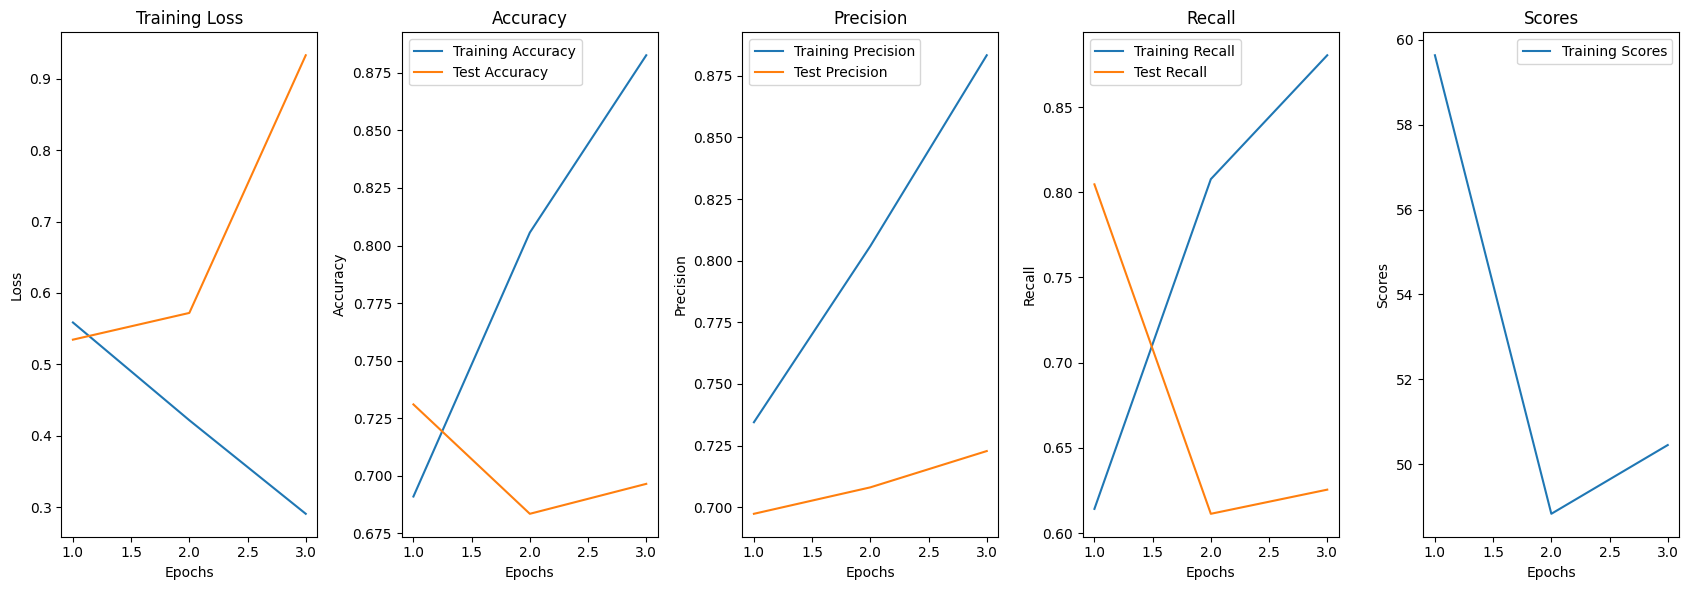 Training Loss
Loss
0.9
0.8
0.7
0.6
0.5
0.4
0.3
1.0 1.5 2.0 2.5 3.0
Epochs
Accuracy
Training Accuracy
Test Accuracy
Accuracy
0.875
0.850
0.825
0.800
0.775
0.750
0.725
0.700
0.675
1.0 1.5 2.0 2.5 3.0
Epochs
Precision
Training Precision
Test Precision
Precision
0.875
0.850
0.825
0.800
0.775
0.750
0.725
0.700
1.0 1.5 2.0 2.5 3.0
Epochs
Recall
Training Recall
Test Recall
Recall
0.85
0.80
0.75
0.70
0.65
0.60
1.0 1.5 2.0 2.5 3.0
Epochs
Scores
Training Scores
Scores
60
58
56
54
52
50
1.0 1.5 2.0 2.5 3.0
Epochs